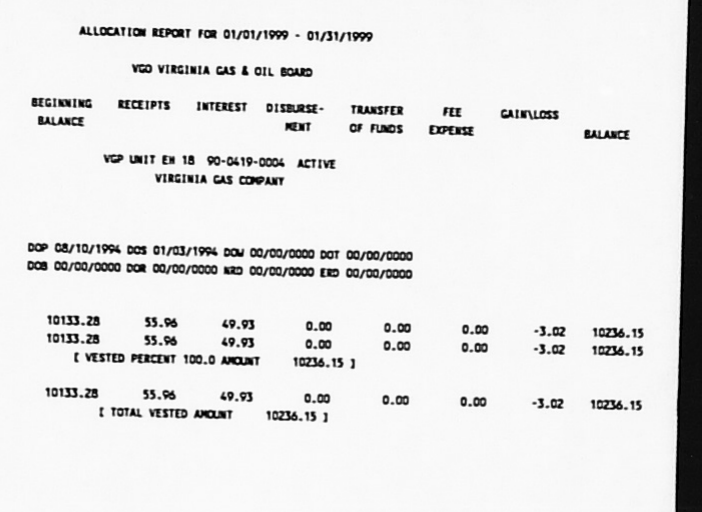 ALLOCATION REPORT FOR 01/01/1999 - 01/31/1999
VGO VIRGINIA GAS & OIL BOARD
BEGINNING RECEIPTS INTEREST DISBURSE- TRANSFER FEE GAIN\LOSS
BALANCE MENT OF FUNDS EXPENSE BALANCE
VGP UNIT EH 18 90-0419-0004 ACTIVE
VIRGINIA GAS COMPANY
DOP 08/10/1994 DOS 01/03/1994 DOW 00/00/0000 DOT 00/00/0000
DOB 00/00/0000 DOR 00/00/0000 NRD 00/00/0000 ERD 00/00/0000
10133.28 55.96 49.93 0.00 0.00 0.00 -3.02 10236.15
10133.28 55.96 49.93 0.00 0.00 0.00 -3.02 10236.15
[ VESTED PERCENT 100.0 AMOUNT 10236.15 ]
10133.28 55.96 49.93 0.00 0.00 0.00 -3.02 10236.15
[ TOTAL VESTED AMOUNT 10236.15 ]